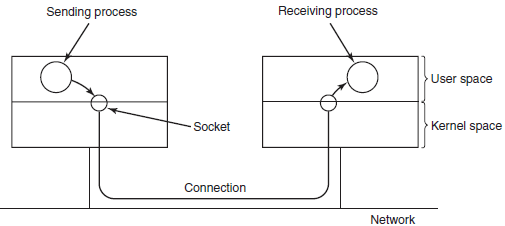 Sending process
Receiving process
User space
Socket
Kernel space
Connection
Network